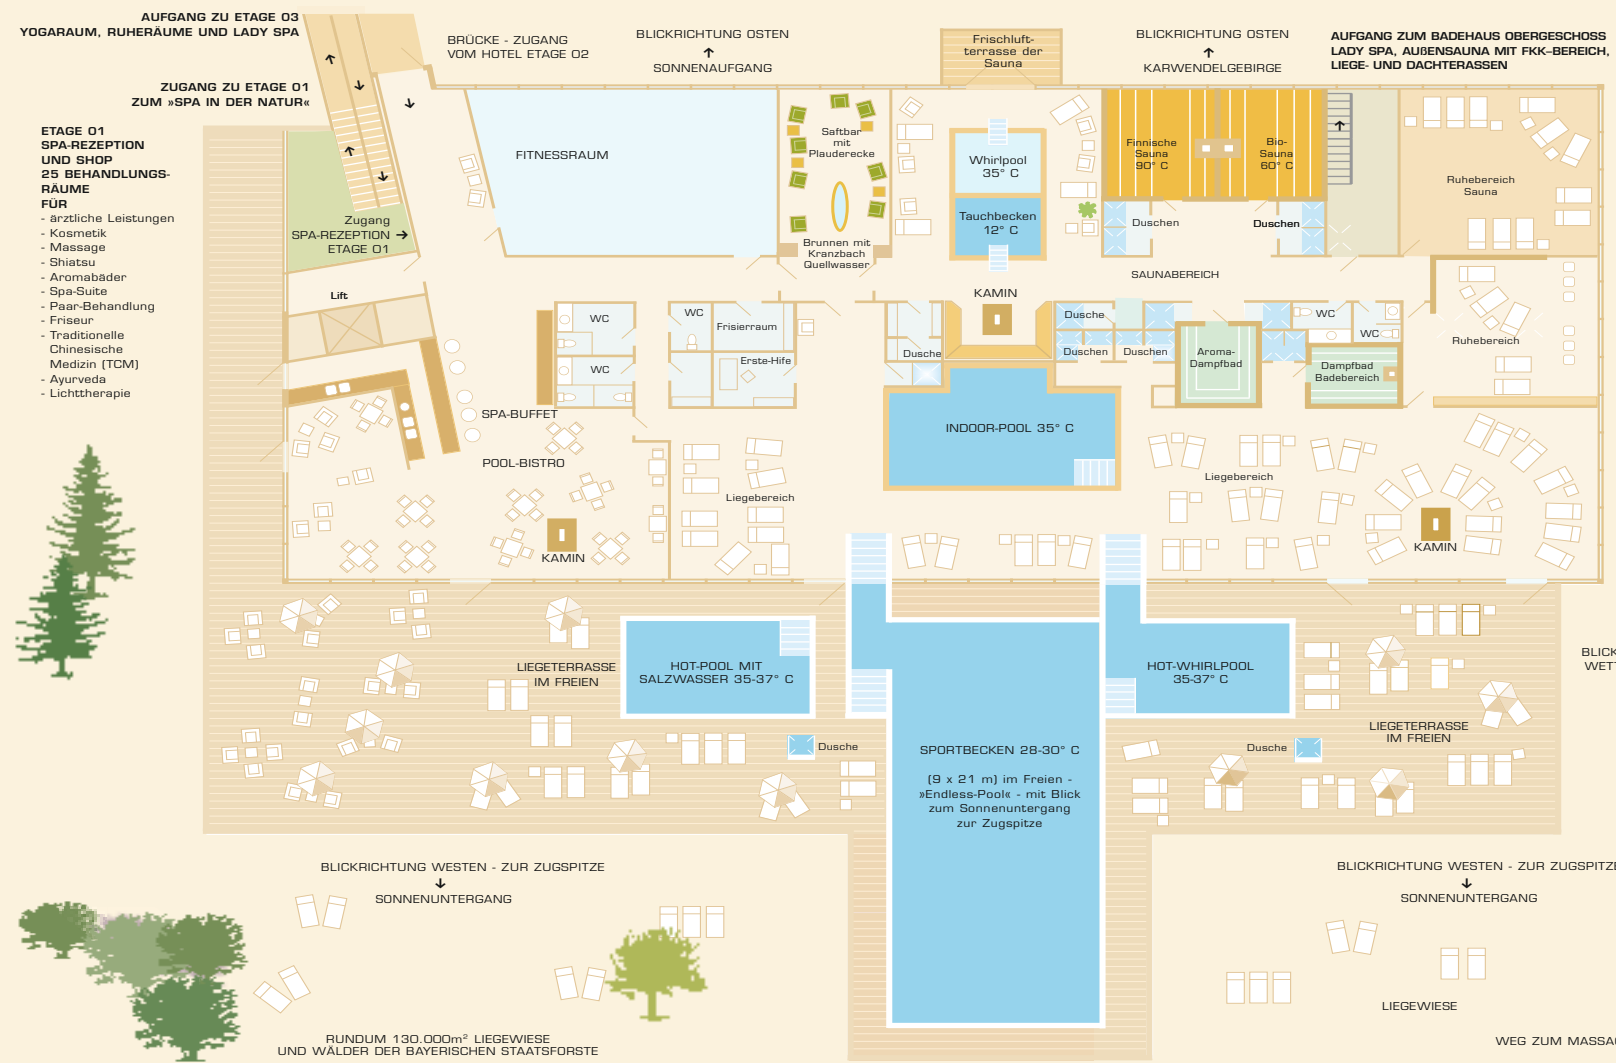 AUFGANG ZU ETAGE 03
YOGARAUM, RUHERÄUME UND LADY SPA
ZUGANG ZU ETAGE 01
ZUM »SPA IN DER NATUR«
ETAGE 01
SPA-REZEPTION
UND SHOP
25 BEHANDLUNGS-
RÄUME
FÜR
- ärztliche Leistungen
- Kosmetik
- Massage
- Shiatsu
- Aromabäder
- Spa-Suite
- Paar-Behandlung
- Friseur
- Traditionelle
Chinesische
Medizin (TCM)
- Ayurveda
- Lichttherapie
BRÜCKE - ZUGANG
VOM HOTEL ETAGE 02
BLICKRICHTUNG OSTEN
↑
SONNENAUFGANG
Frischluft-
terrasse der
Sauna
BLICKRICHTUNG OSTEN
↑
KARWENDELGEBIRGE
AUFGANG ZUM BADEHAUS OBERGESCHOSS
LADY SPA, AUßENSAUNA MIT FKK-BEREICH,
LIEGE- UND DACHTERASSEN
Zugang
SPA-REZEPTION →
ETAGE 01
Lift
FITNESSRAUM
Saftbar
mit
Plauderecke
Brunnen mit
Kranzbach
Quellwasser
Whirlpool
35° C
Tauchbecken
12° C
Finnische
Sauna
90° C
Bio-
Sauna
60° C
Duschen
Duschen
Ruhebereich
Sauna
SAUNABEREICH
KAMIN
WC
WC
WC
Frisierraum
Erste-Hife
Dusche
Dusche
Duschen
Duschen
Aroma-
Dampfbad
WC
WC
Dampfbad
Badebereich
Ruhebereich
SPA-BUFFET
POOL-BISTRO
KAMIN
Liegebereich
INDOOR-POOL 35° C
Liegebereich
KAMIN
LIEGETERRASSE
IM FREIEN
HOT-POOL MIT
SALZWASSER 35-37° C
Dusche
SPORTBECKEN 28-30° C
(9 x 21 m) im Freien -
»Endless-Pool« - mit Blick
zum Sonnenuntergang
zur Zugspitze
HOT-WHIRLPOOL
35-37° C
Dusche
LIEGETERRASSE
IM FREIEN
BLICK
WETT
BLICKRICHTUNG WESTEN - ZUR ZUGSPITZE
↓
SONNENUNTERGANG
BLICKRICHTUNG WESTEN - ZUR ZUGSPITZE
↓
SONNENUNTERGANG
LIEGEWIESE
RUNDUM 130.000m² LIEGEWIESE
UND WÄLDER DER BAYERISCHEN STAATSFORSTE
WEG ZUM MASSAG